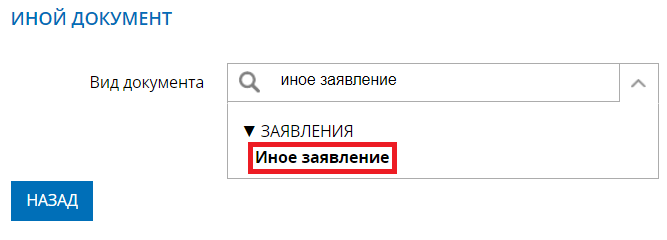 ИНОЙ ДОКУМЕНТ
Вид документа
иное заявление
▼ ЗАЯВЛЕНИЯ
Иное заявление
НАЗАД